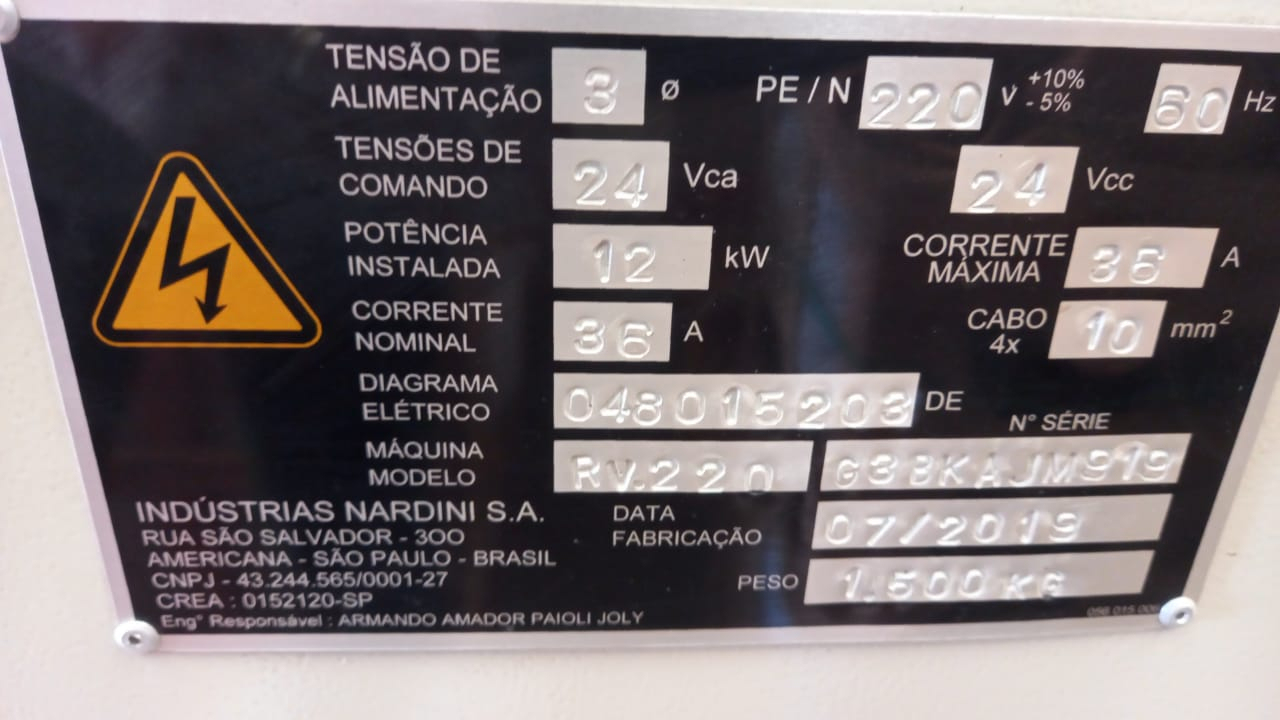 TENSÃO DE ALIMENTAÇÃO 3 ø PE / N 220 V +10% - 5% 60 Hz
TENSÕES DE COMANDO 24 Vca 24 Vcc
POTÊNCIA INSTALADA 12 kW CORRENTE MÁXIMA 36 A
CORRENTE NOMINAL 36 A CABO 4x 10 mm²
DIAGRAMA ELÉTRICO 048015203 DE
Nº SÉRIE
MÁQUINA MODELO RV.220 G3BKAJM919
INDÚSTRIAS NARDINI S.A.
RUA SÃO SALVADOR - 300
AMERICANA - SÃO PAULO - BRASIL
CNPJ - 43.244.565/0001-27
CREA : 0152120-SP
Engº Responsável : ARMANDO AMADOR PAIOLI JOLY
DATA FABRICAÇÃO 07/2019
PESO 1.500 KG